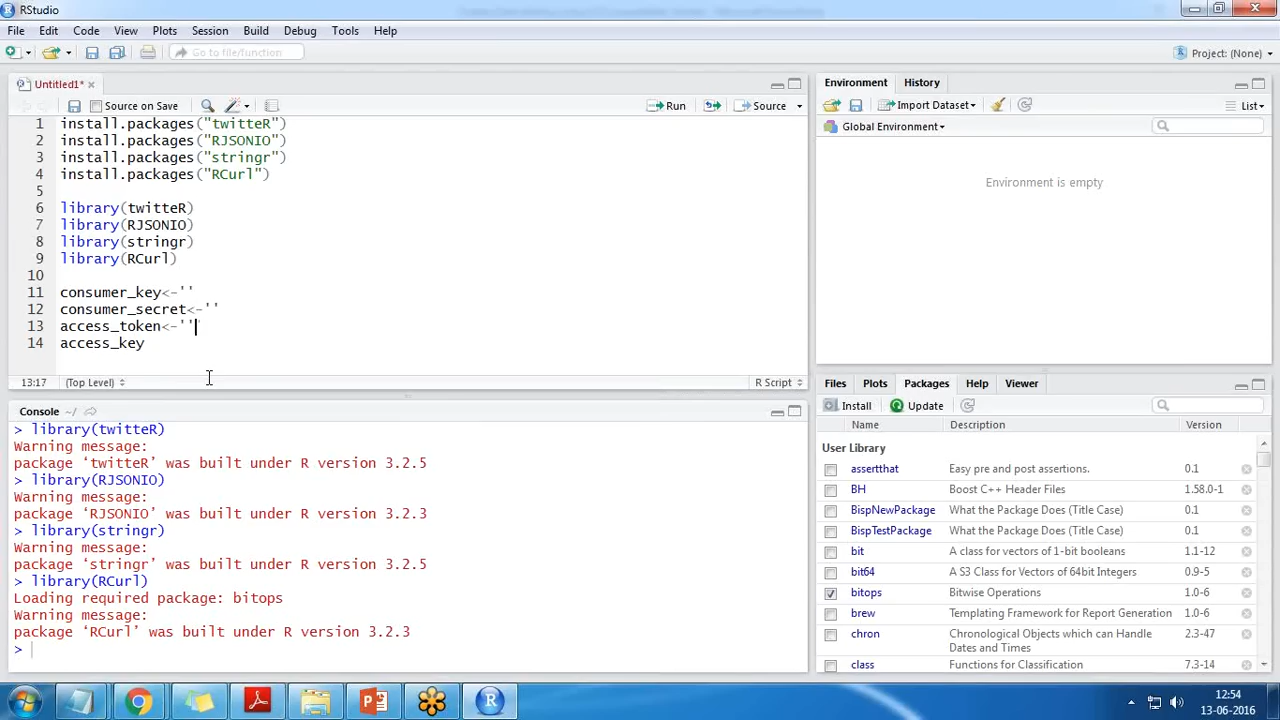 RStudio
File Edit Code View Plots Session Build Debug Tools Help
Go to file/function
Project: (None)
Untitled1*
Source on Save
Run
Source
1 install.packages("twitteR")
2 install.packages("RJSONIO")
3 install.packages("stringr")
4 install.packages("RCurl")
5
6 library(twitteR)
7 library(RJSONIO)
8 library(stringr)
9 library(RCurl)
10
11 consumer_key<-''
12 consumer_secret<-''
13 access_token<-''
14 access_key
13:17 (Top Level) R Script
Console ~/
> library(twitteR)
Warning message:
package ‘twitteR’ was built under R version 3.2.5
> library(RJSONIO)
Warning message:
package ‘RJSONIO’ was built under R version 3.2.3
> library(stringr)
Warning message:
package ‘stringr’ was built under R version 3.2.5
> library(RCurl)
Loading required package: bitops
Warning message:
package ‘RCurl’ was built under R version 3.2.3
>
Environment History
Import Dataset
List
Global Environment
Environment is empty
Files Plots Packages Help Viewer
Install Update
Name Description Version
User Library
assertthat Easy pre and post assertions. 0.1
BH Boost C++ Header Files 1.58.0-1
BispNewPackage What the Package Does (Title Case) 0.1
BispTestPackage What the Package Does (Title Case) 0.1
bit A class for vectors of 1-bit booleans 1.1-12
bit64 A S3 Class for Vectors of 64bit Integers 0.9-5
bitops Bitwise Operations 1.0-6
brew Templating Framework for Report Generation 1.0-6
chron Chronological Objects which can Handle 2.3-47
Dates and Times
class Functions for Classification 7.3-14
12:54
13-06-2016